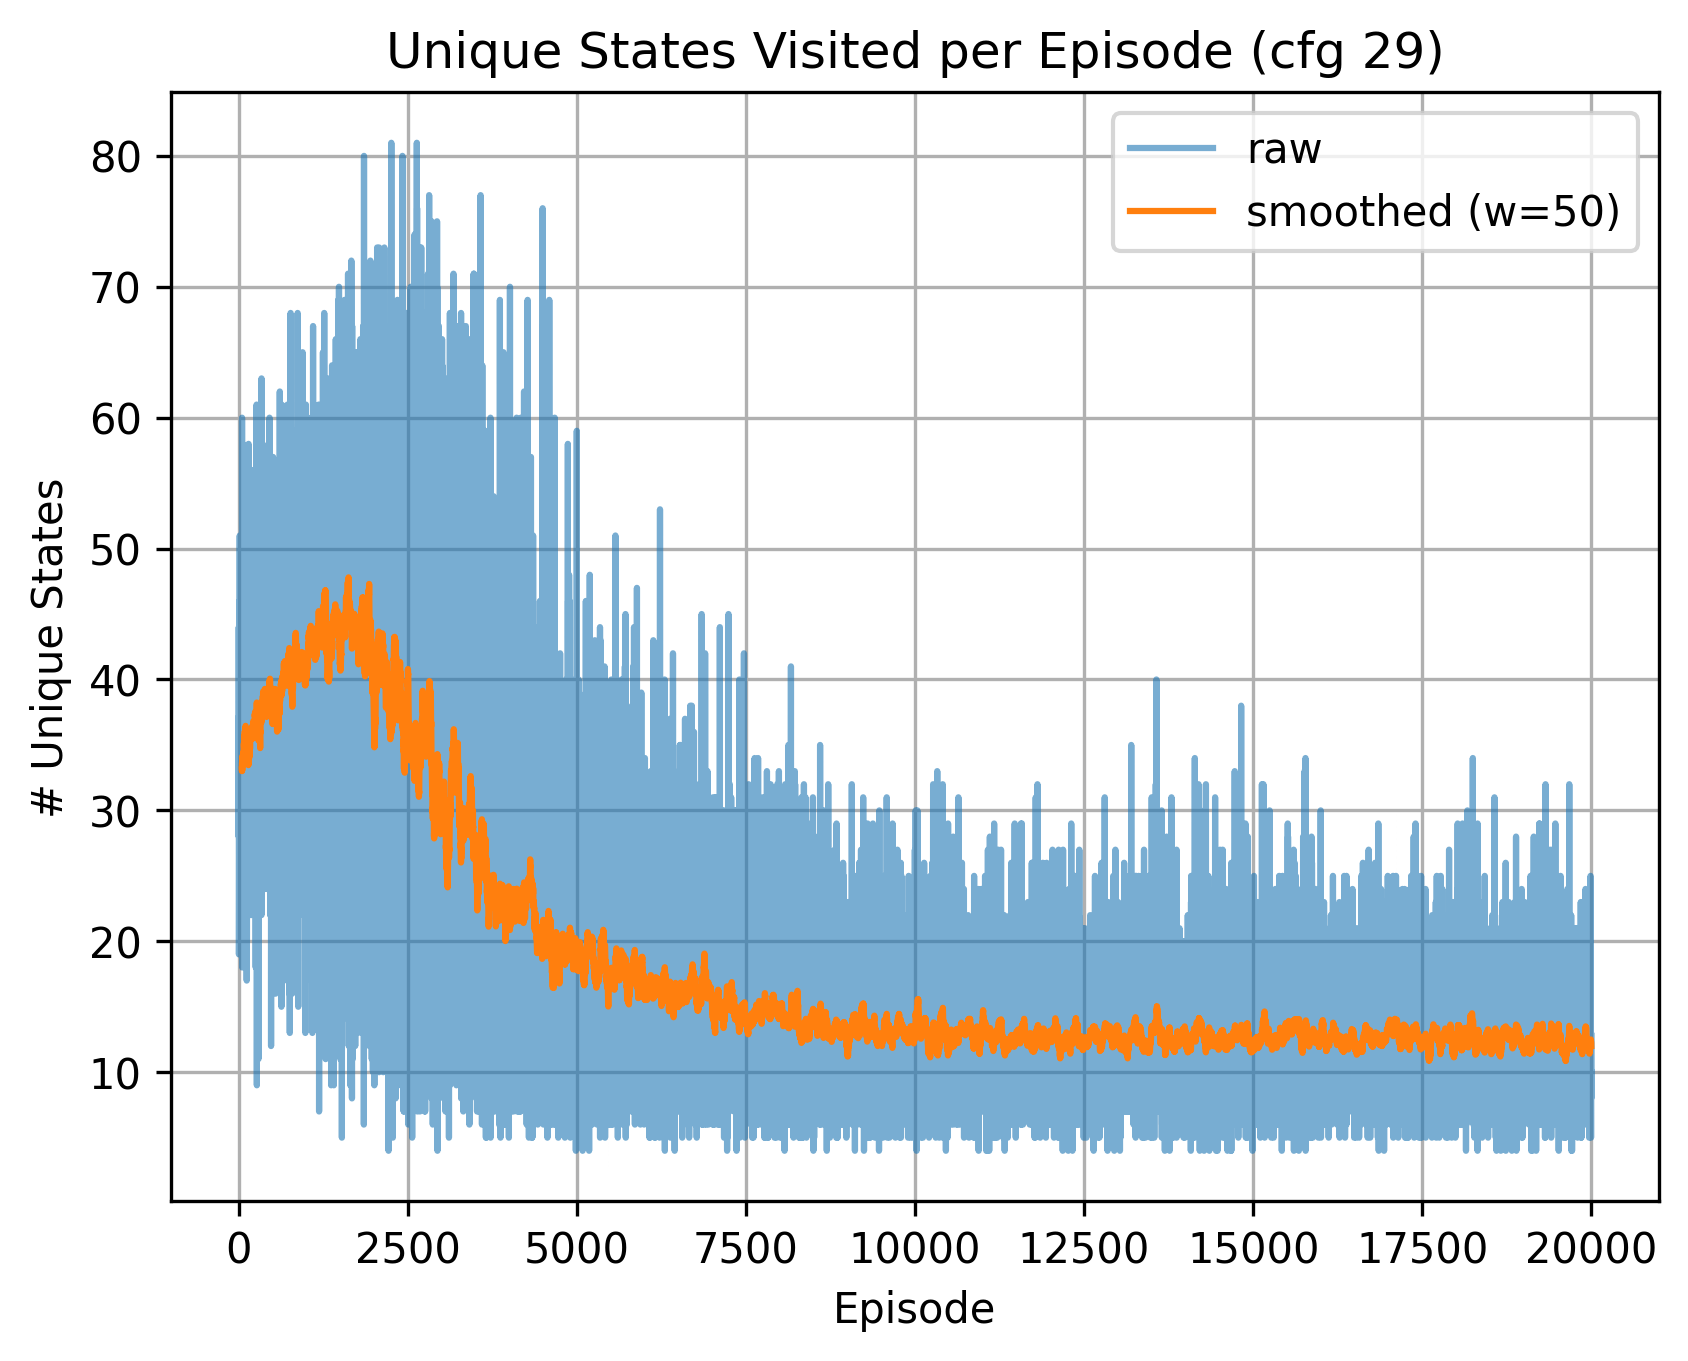 Unique States Visited per Episode (cfg 29)
raw
smoothed (w=50)
80
70
60
50
40
30
20
10
# Unique States
0 2500 5000 7500 10000 12500 15000 17500 20000
Episode